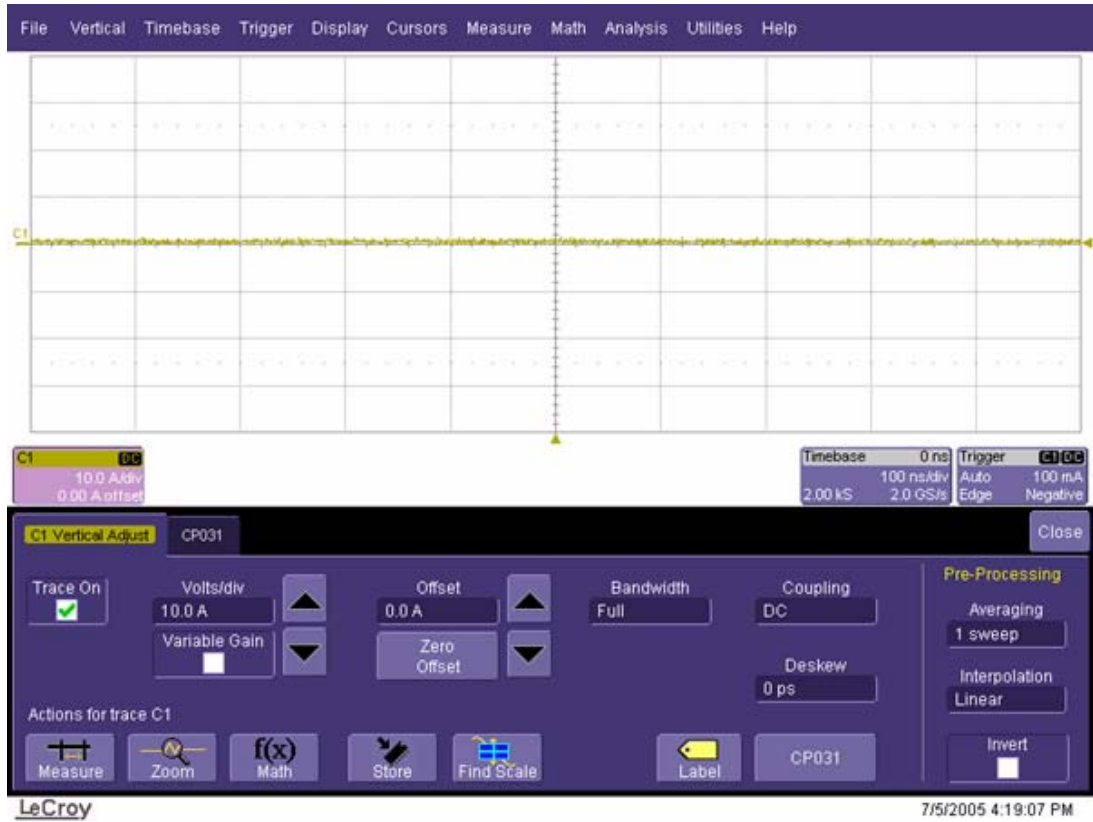 File Vertical Timebase Trigger Display Cursors Measure Math Analysis Utilities Help
C1
C1 DC
10.0 A/div
0.00 A offset
Timebase 0 ns
100 ns/div
2.00 kS 2.0 GS/s
Trigger C1 DC
Auto 100 mA
Edge Negative
C1 Vertical Adjust CP031 Close
Trace On
Volts/div
10.0 A
Variable Gain
Offset
0.0 A
Zero
Offset
Bandwidth
Full
Coupling
DC
Deskew
0 ps
Pre-Processing
Averaging
1 sweep
Interpolation
Linear
Invert
Actions for trace C1
Measure
Zoom
f(x)
Math
Store
Find Scale
Label
CP031
LeCroy
7/5/2005 4:19:07 PM